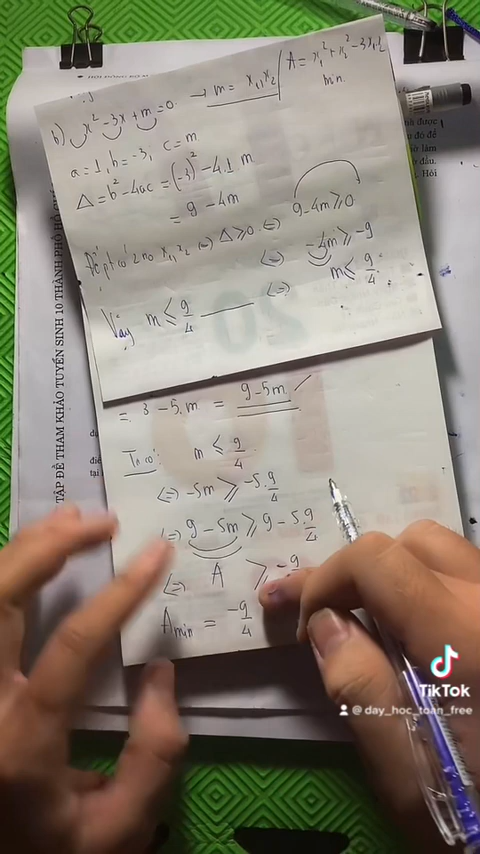 b) x² - 3x + m = 0. → m = x₁, x₂ / A = x₁² + x₂² - 3x₁x₂
min
a = 1, b = -3, c = m
Δ = b² - 4ac = (-3)² - 4.1 m
= 9 - 4m
Để pt có 2 no x₁, x₂ (=) Δ ≥ 0 (=) 9 - 4m ≥ 0
(=) -4m ≥ -9
(=) m ≤ 9/4
Vậy m ≤ 9/4
= 3² - 5.m = 9 - 5m
Ta có: m ≤ 9/4
(=) -5m ≥ -5.9/4
(=) 9 - 5m ≥ 9 - 5.9/4
(=) A ≥ -9
Amin = -9/4
TẬP ĐỀ THAM KHẢO TUYỂN SINH 10 THÀNH PHỐ HỒ
TikTok
@ day_hoc_toan_free